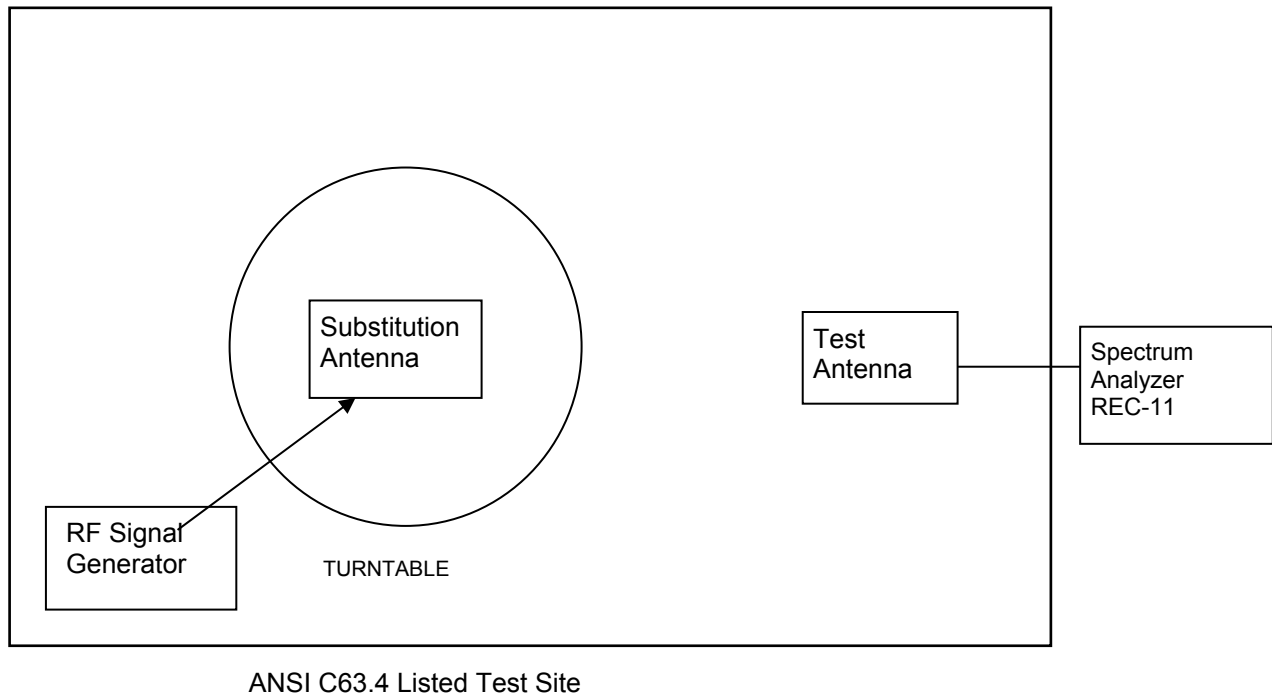 Substitution
Antenna
Test
Antenna
Spectrum
Analyzer
REC-11
RF Signal
Generator
TURNTABLE
ANSI C63.4 Listed Test Site